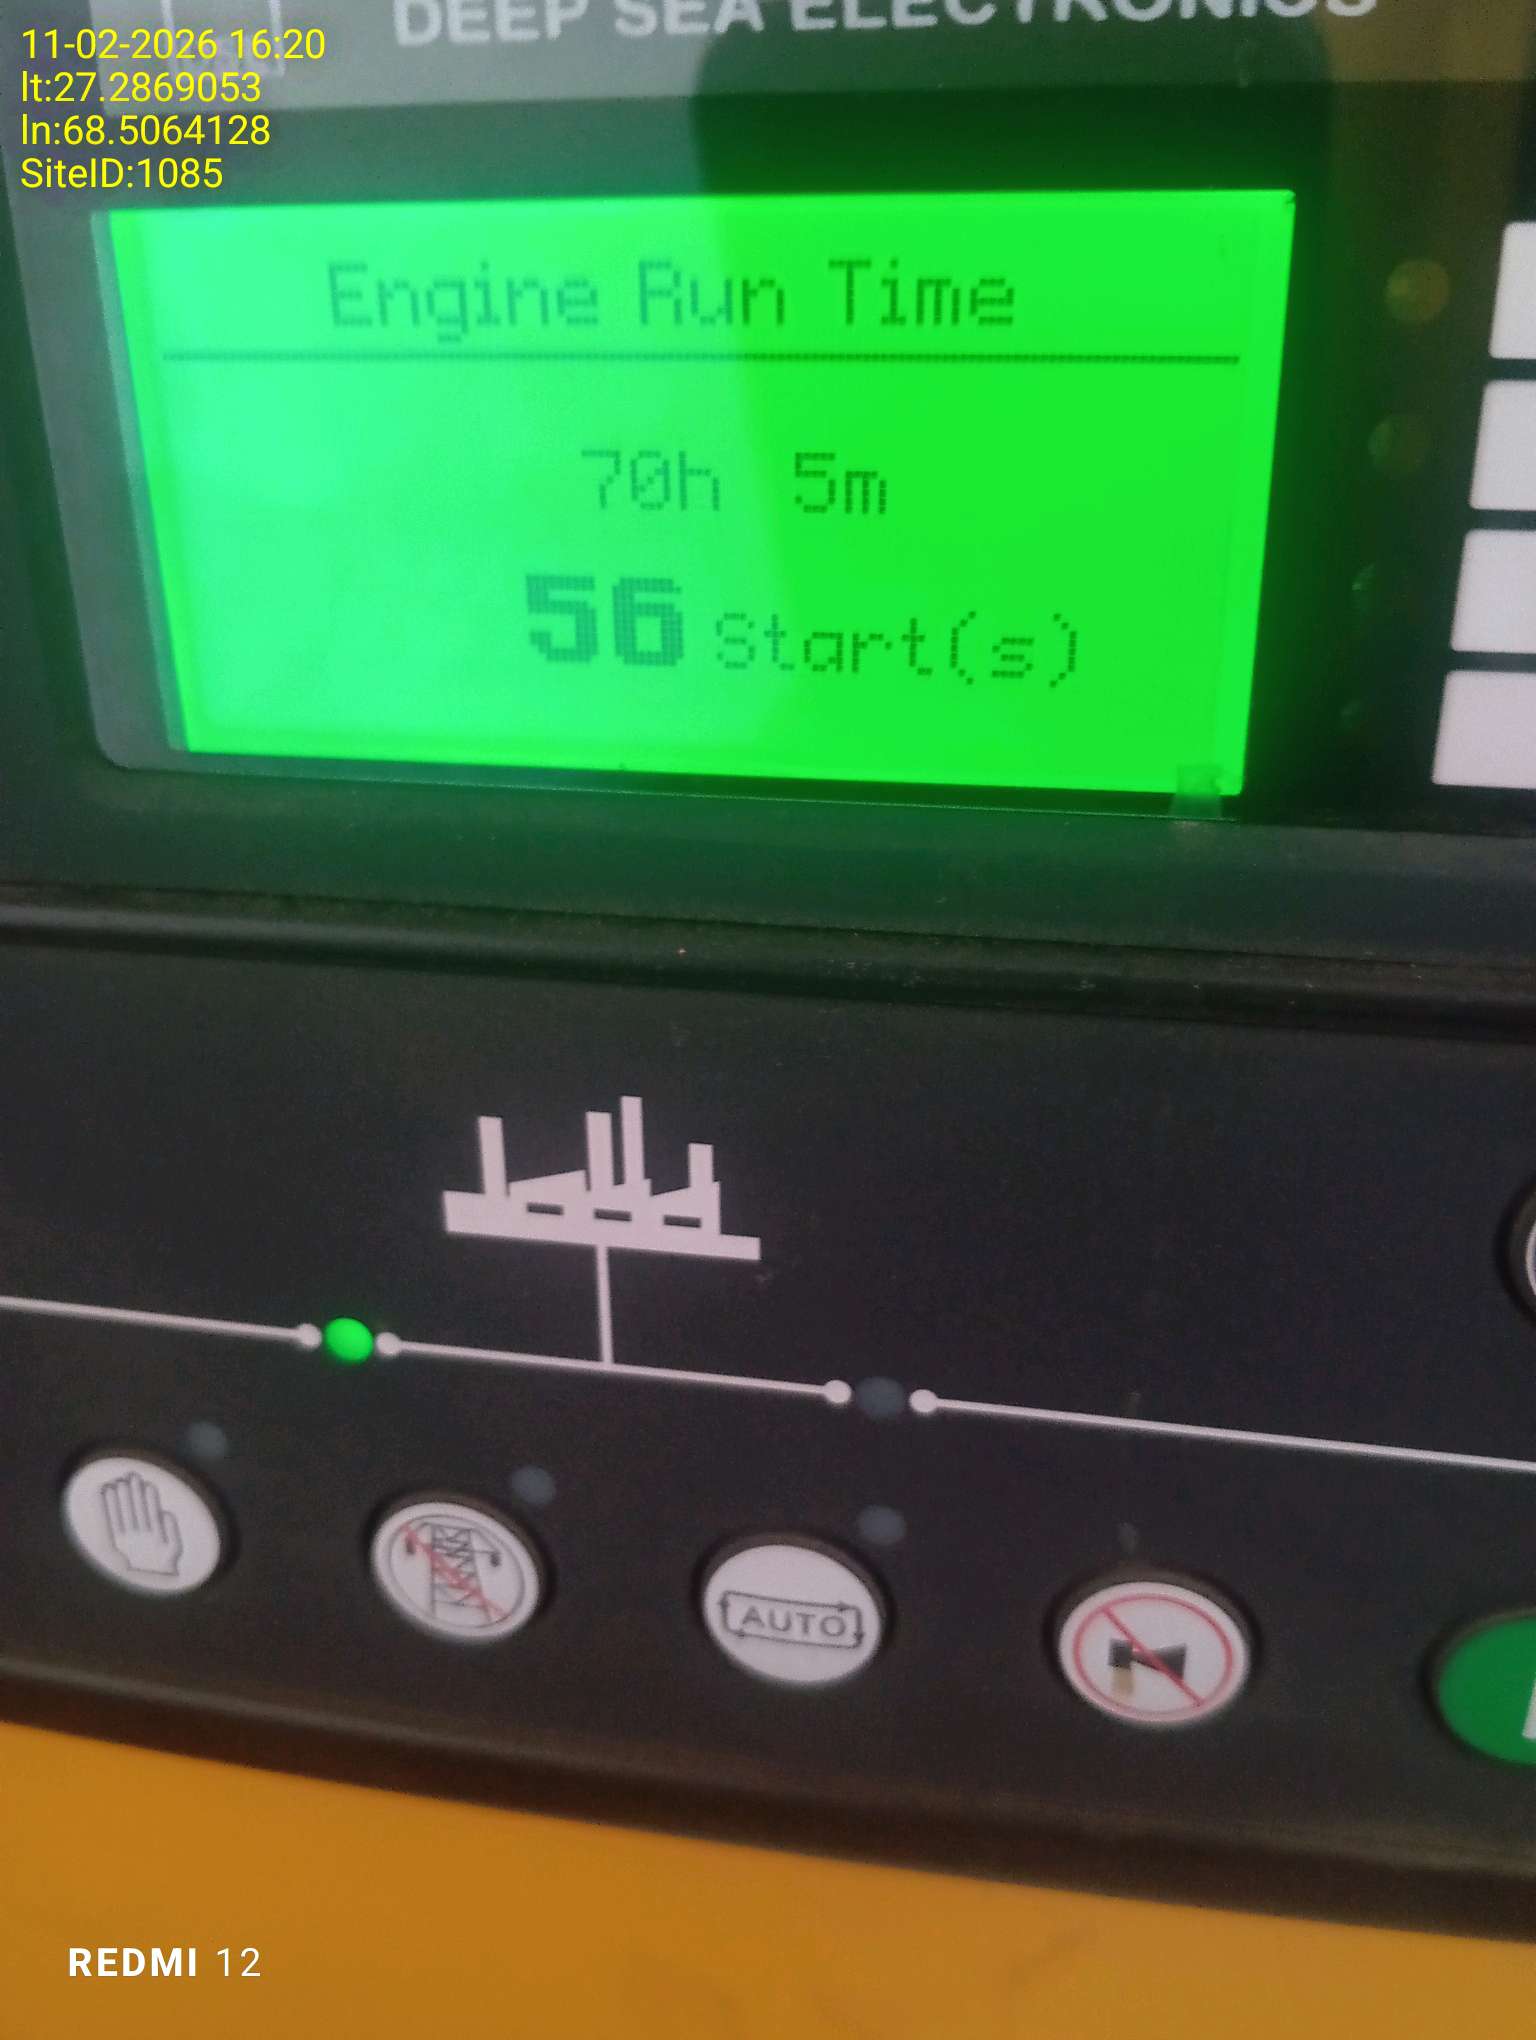 DEEP SEA ELECTRONICS
11-02-2026 16:20
lt:27.2869053
ln:68.5064128
SiteID:1085
Engine Run Time
70h 5m
56 Start(s)
AUTO
REDMI 12